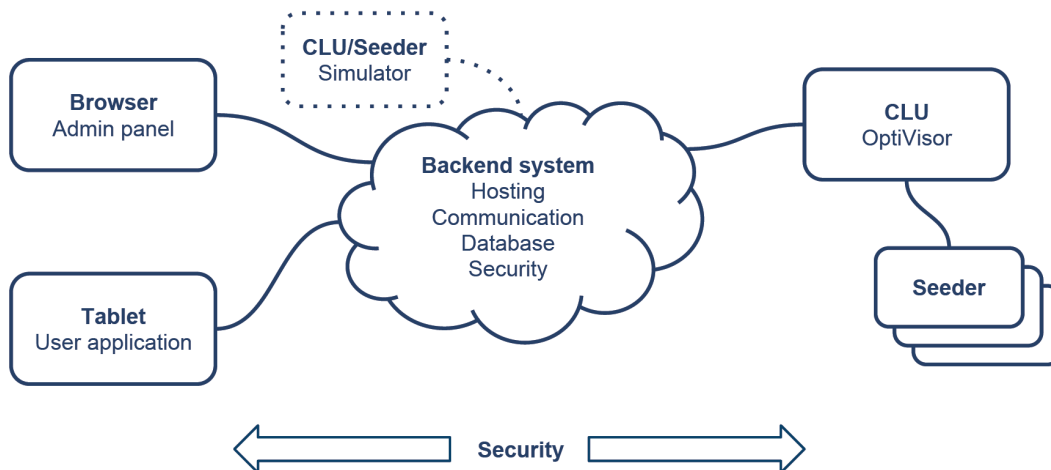 CLU/Seeder
Simulator
Browser
Admin panel
CLU
OptiVisor
Backend system
Hosting
Communication
Database
Security
Tablet
User application
Seeder
Security